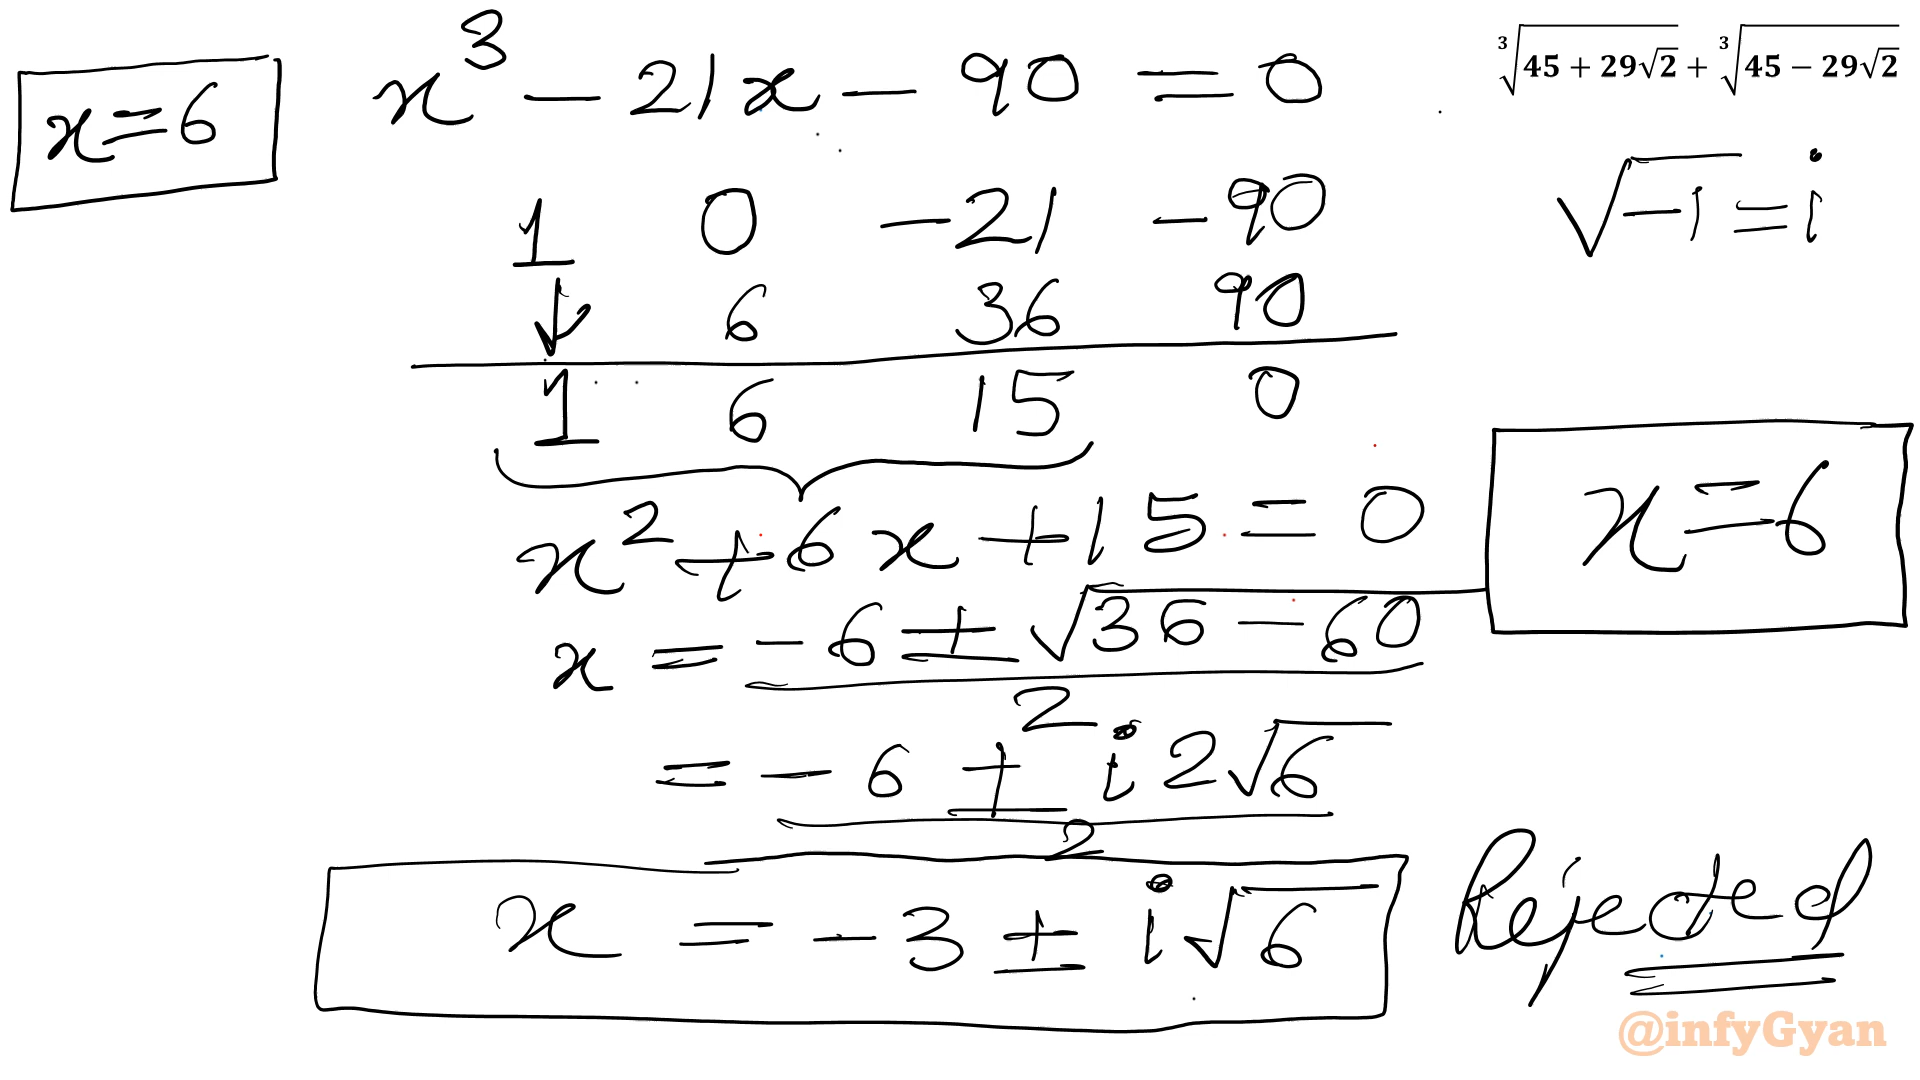 x³ - 21x - 90 = 0
∛(45 + 29√2) + ∛(45 − 29√2)
x = 6
√-1 = i
1 0 -21 -90
↓ 6 36 90
1 6 15 0
x² + 6x + 15 = 0
x = 6
x = (-6 ± √(36 - 60)) / 2
= (-6 ± i2√6) / 2
x = -3 ± i√6
Rejected
@infyGyan